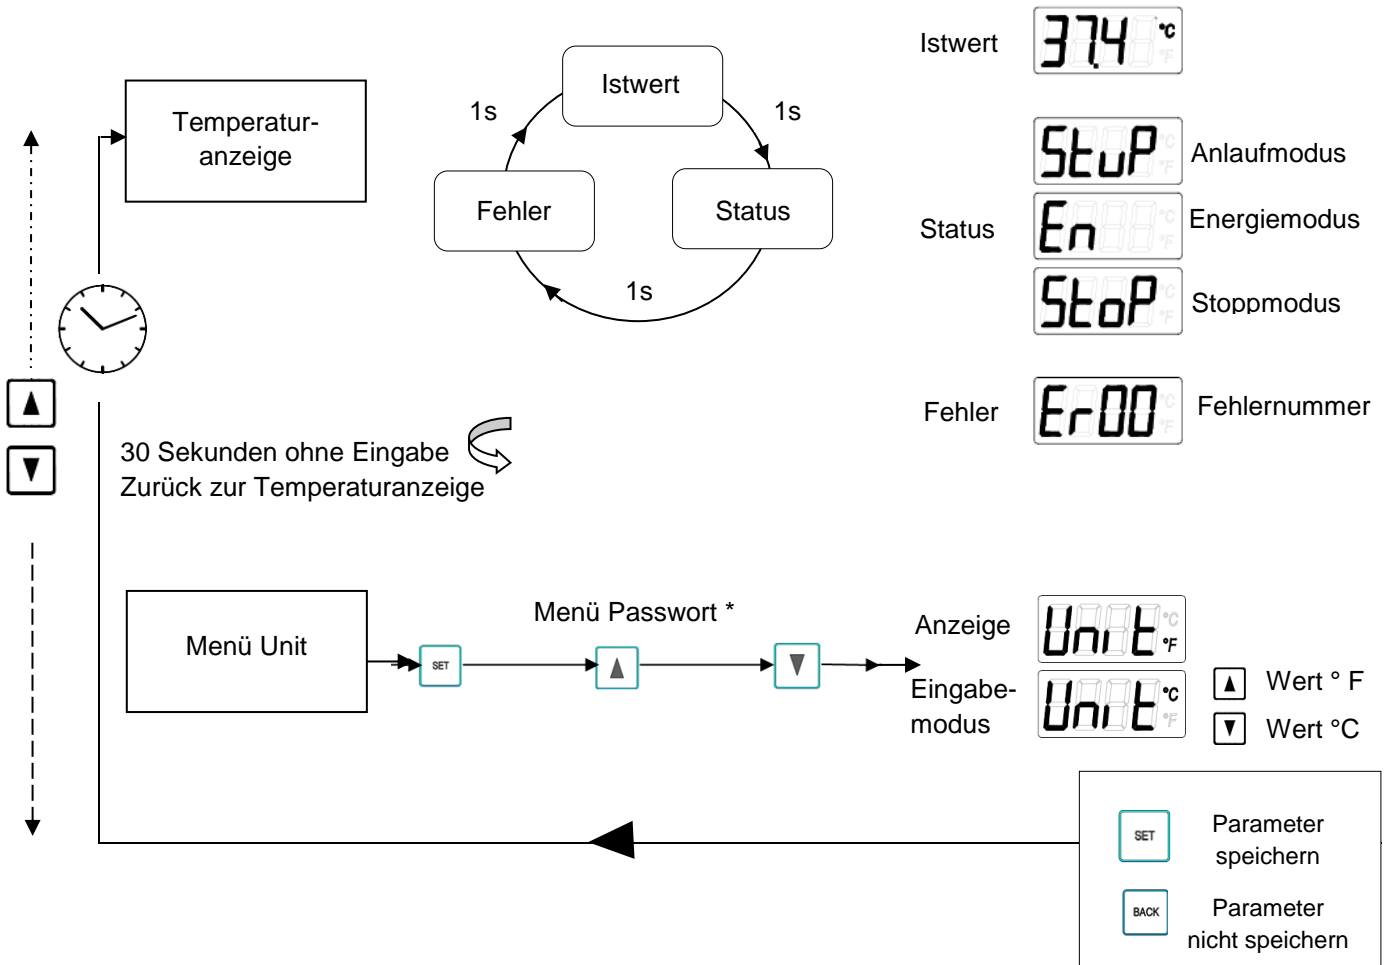 Temperatur-
anzeige
Istwert
1s
1s
Fehler
Status
1s
Istwert
37.4 °C
°F
Status
StuP °C
°F
Anlaufmodus
En °C
°F
Energiemodus
StoP °C
°F
Stoppmodus
Fehler
Er00 °C
°F
Fehlernummer
30 Sekunden ohne Eingabe
Zurück zur Temperaturanzeige
Menü Unit
SET
Menü Passwort *
Anzeige
Unit °C
°F
Eingabe-
modus
Unit °C
°F
Wert ° F
Wert °C
SET
Parameter
speichern
BACK
Parameter
nicht speichern